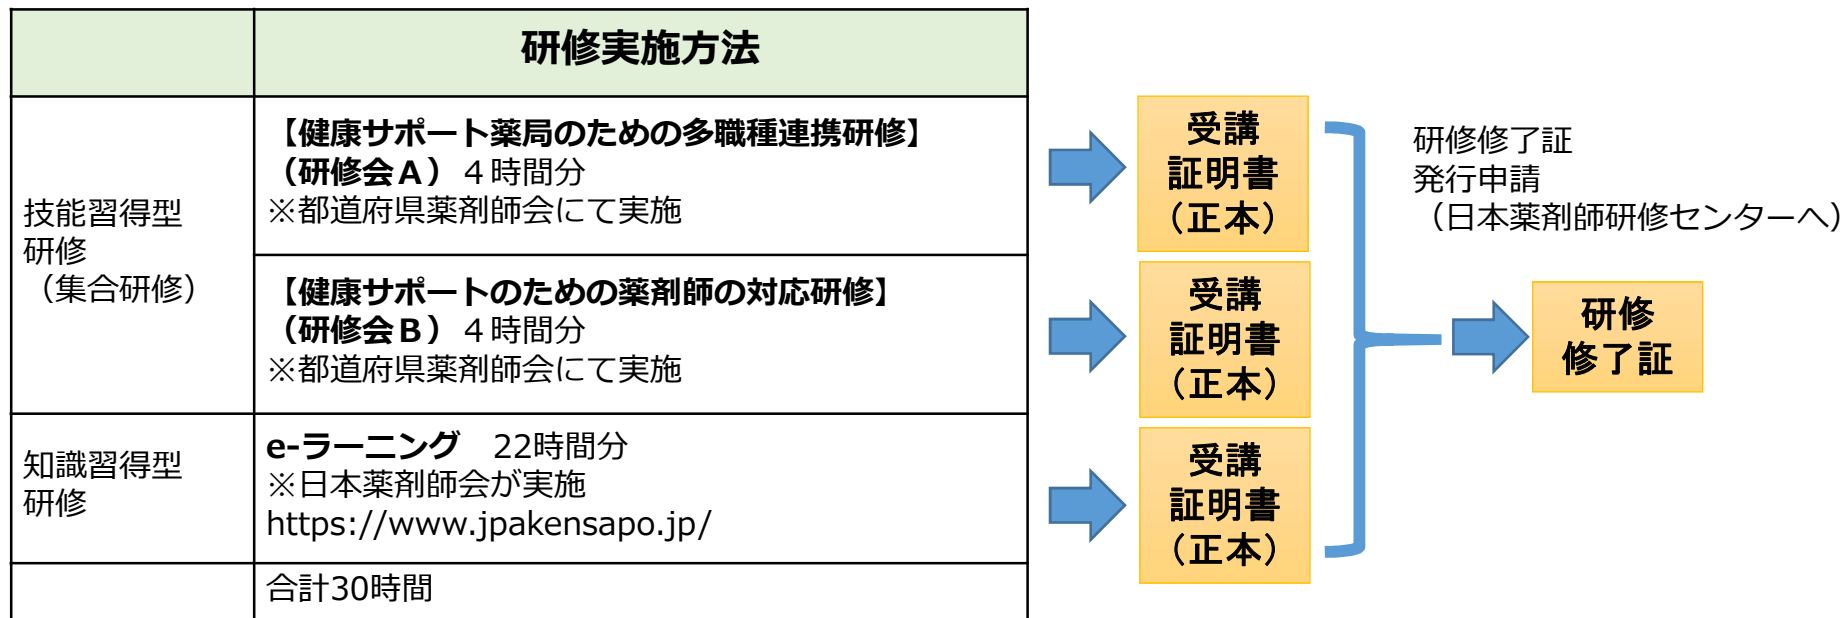 研修実施方法
技能習得型
研修
（集合研修）
【健康サポート薬局のための多職種連携研修】
（研修会Ａ）４時間分
※都道府県薬剤師会にて実施
受講
証明書
（正本）
【健康サポートのための薬剤師の対応研修】
（研修会Ｂ）４時間分
※都道府県薬剤師会にて実施
受講
証明書
（正本）
知識習得型
研修
e-ラーニング　22時間分
※日本薬剤師会が実施
https://www.jpakensapo.jp/
受講
証明書
（正本）
合計30時間
研修修了証
発行申請
（日本薬剤師研修センターへ）
研修
修了証